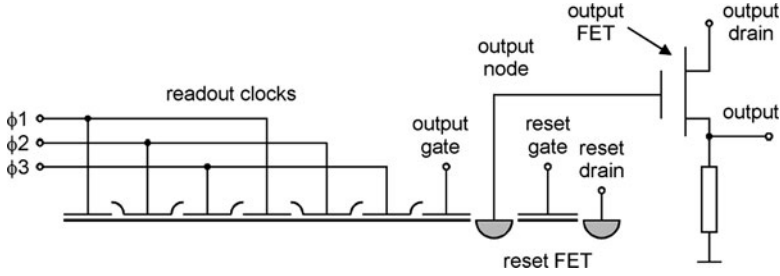 output
FET
output
drain
output
node
readout clocks
ϕ1
ϕ2
ϕ3
output
gate
reset
gate
reset
drain
output
reset FET